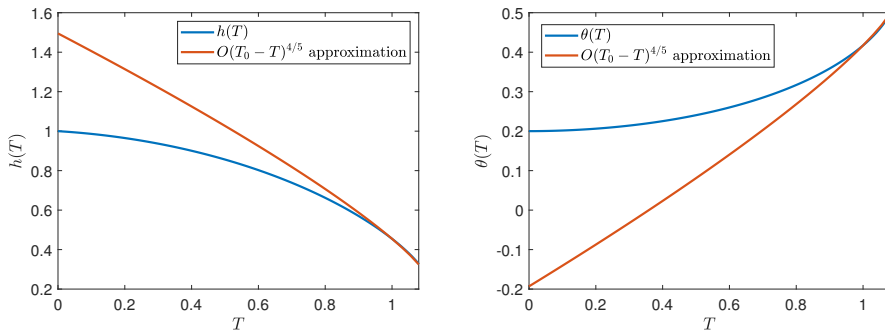 1.6
1.4
1.2
1
0.8
0.6
0.4
0.2
h(T)
h(T)
O(T₀ − T)^{4/5} approximation
0 0.2 0.4 0.6 0.8 1
T
0.5
0.4
0.3
0.2
0.1
0
-0.1
-0.2
θ(T)
θ(T)
O(T₀ − T)^{4/5} approximation
0 0.2 0.4 0.6 0.8 1
T